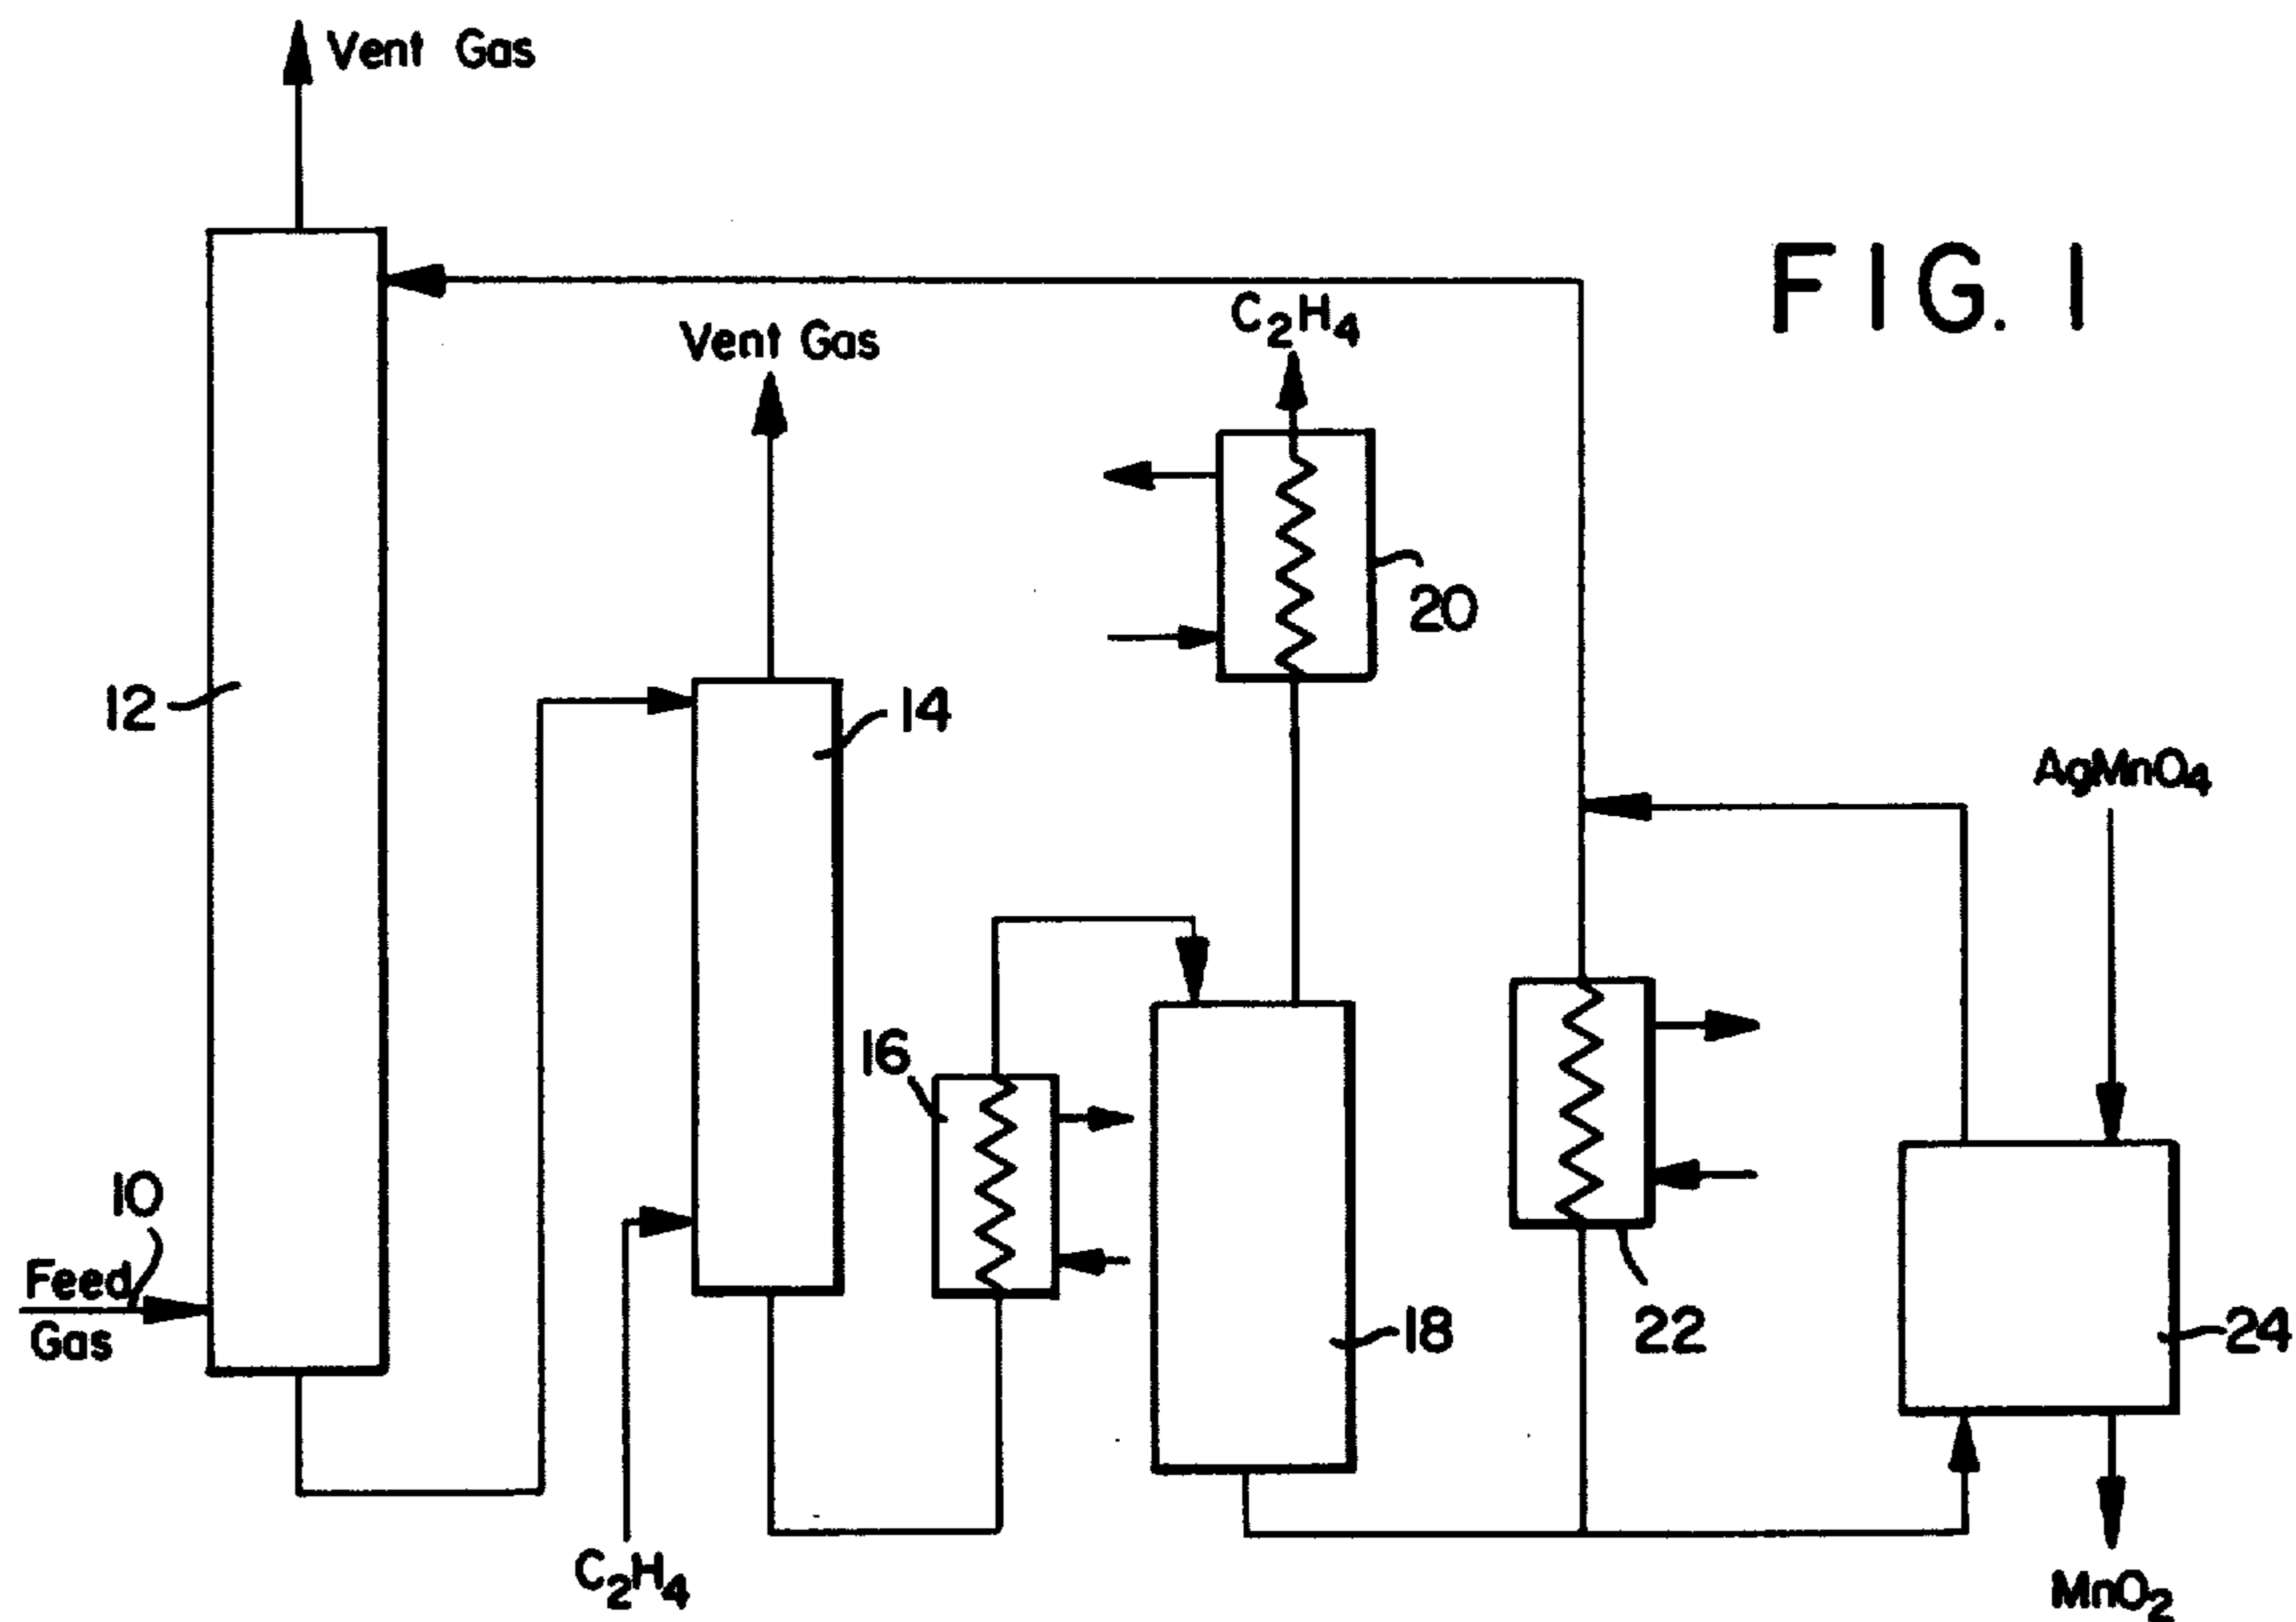 Vent Gas
FIG. 1
C2H4
Vent Gas
20
12
14
AgMnO4
16
10
Feed
Gas
18
22
24
C2H4
MnO2